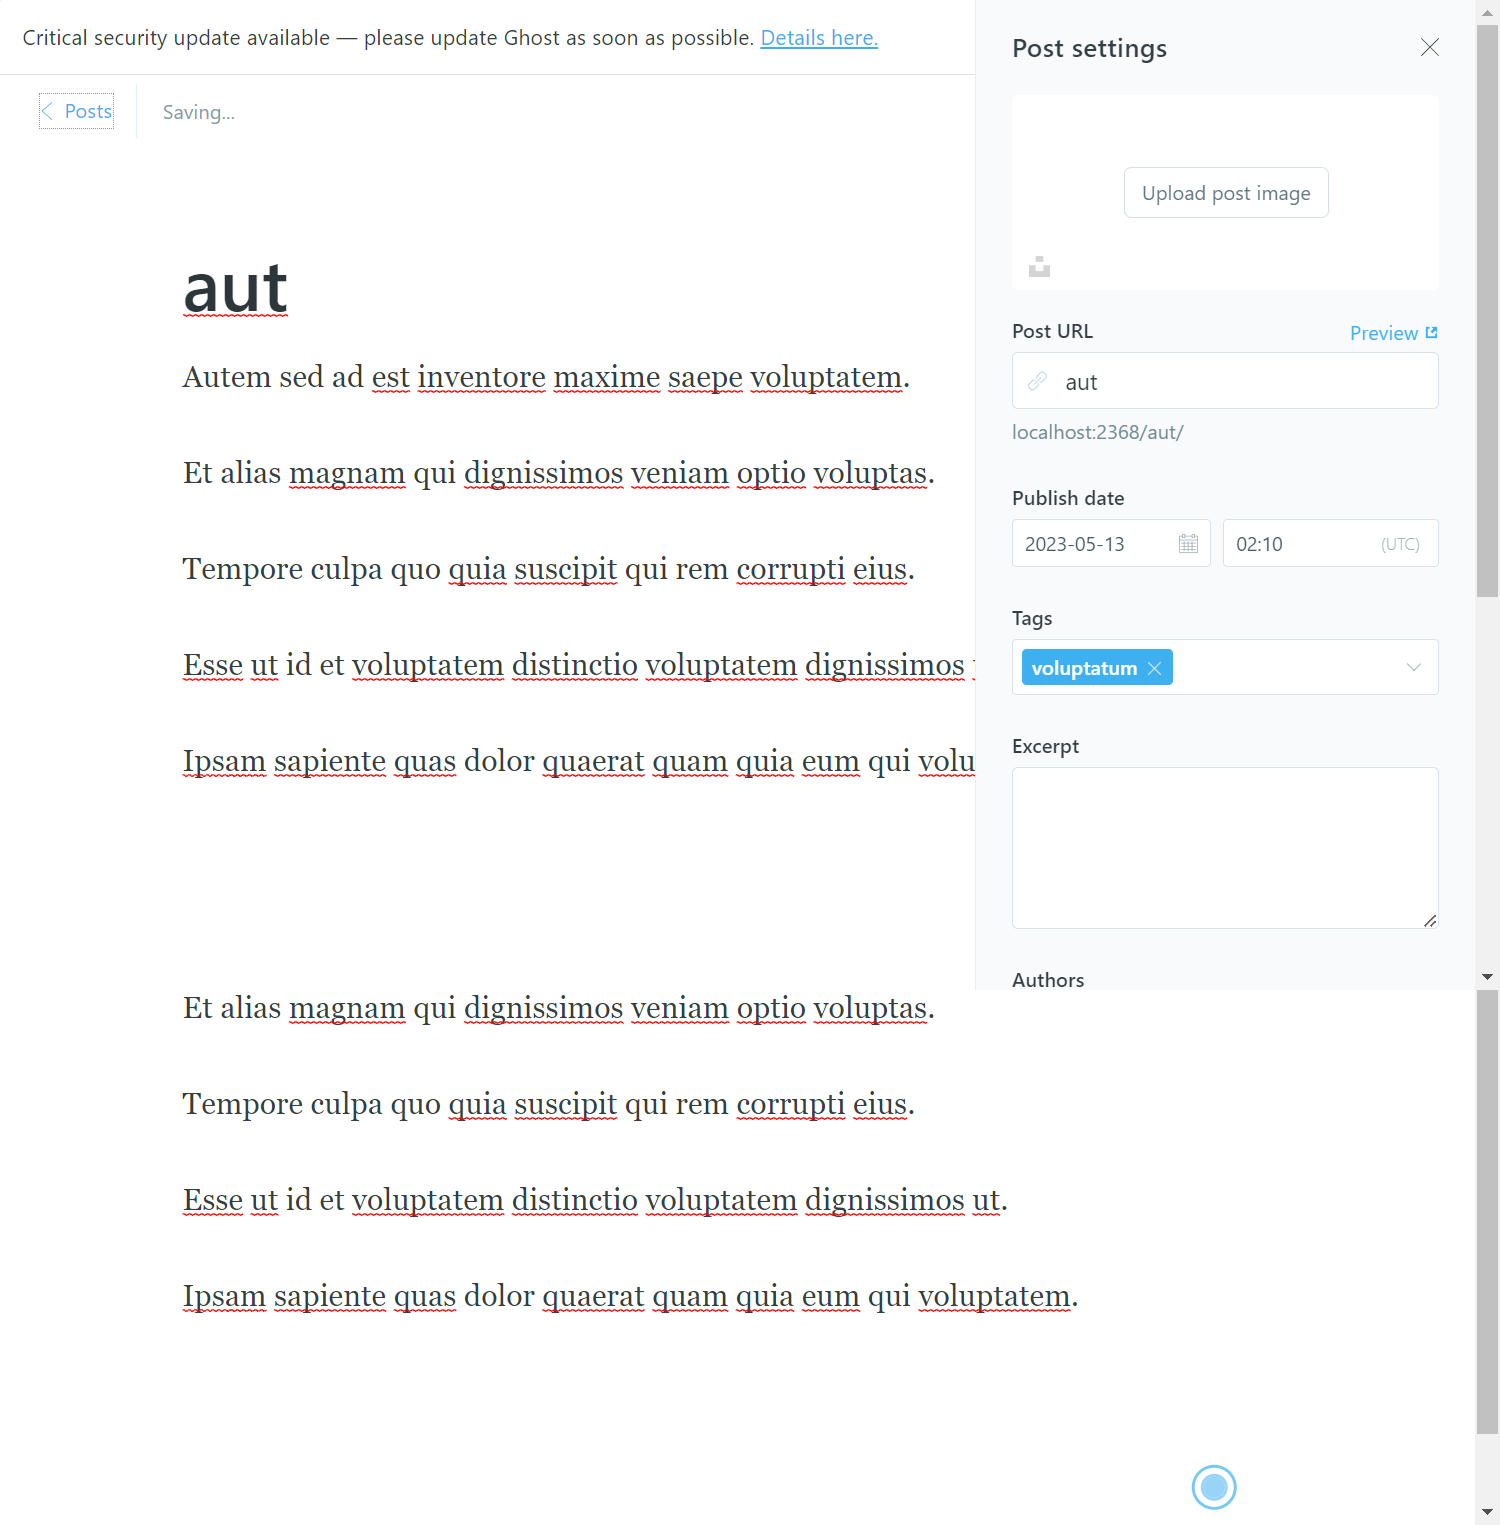 Critical security update available — please update Ghost as soon as possible. Details here.
Posts
Saving...
aut
Autem sed ad est inventore maxime saepe voluptatem.
Et alias magnam qui dignissimos veniam optio voluptas.
Tempore culpa quo quia suscipit qui rem corrupti eius.
Esse ut id et voluptatem distinctio voluptatem dignissimos
Ipsam sapiente quas dolor quaerat quam quia eum qui volu
Et alias magnam qui dignissimos veniam optio voluptas.
Tempore culpa quo quia suscipit qui rem corrupti eius.
Esse ut id et voluptatem distinctio voluptatem dignissimos ut.
Ipsam sapiente quas dolor quaerat quam quia eum qui voluptatem.
Post settings
Upload post image
Post URL
Preview
aut
localhost:2368/aut/
Publish date
2023-05-13
02:10 (UTC)
Tags
voluptatum
Excerpt
Authors